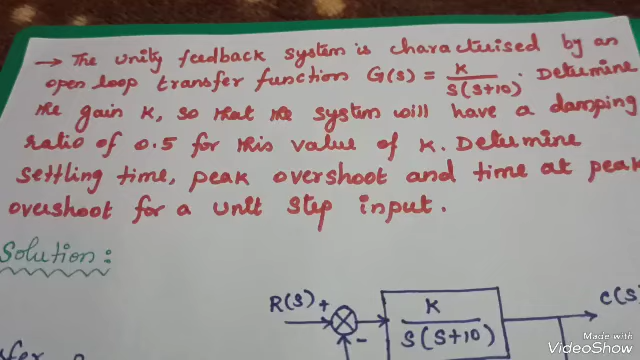 → The unity feedback system is charactuised by an
open loop transfer function G(s) = K / S(S+10) . Determine
the gain K, so that the system will have a damping
ratio of 0.5 for this value of K. Determine
settling time, peak overshoot and time at peak
overshoot for a unit step input.
Solution:
R(S) + K / S(S+10) C(S)
-
Made with
VideoShow